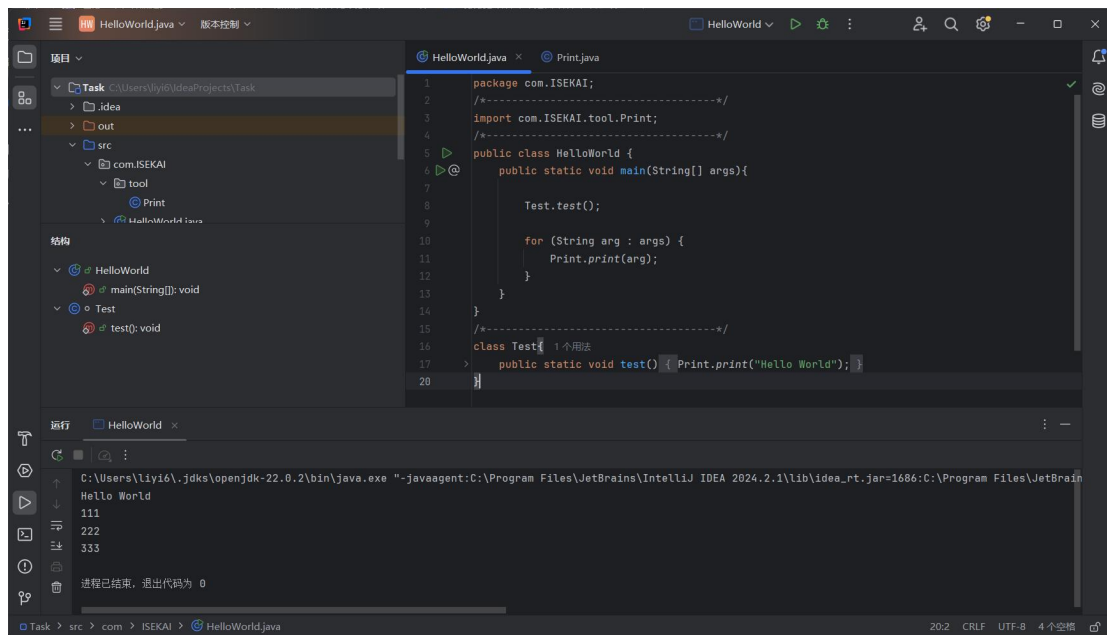 HW HelloWorld.java 版本控制 HelloWorld
项目
Task C:\Users\liyi6\IdeaProjects\Task
.idea
out
src
com.ISEKAI
tool
Print
HelloWorld.java
结构
HelloWorld
main(String[]): void
Test
test(): void
HelloWorld.java Print.java
1 package com.ISEKAI;
2 /*-----------------------------------*/
3 import com.ISEKAI.tool.Print;
4 /*-----------------------------------*/
5 public class HelloWorld {
6 public static void main(String[] args){
7
8 Test.test();
9
10 for (String arg : args) {
11 Print.print(arg);
12 }
13 }
14 }
15 /*-----------------------------------*/
16 class Test{ 1 个用法
17 public static void test() { Print.print("Hello World"); }
20 }
运行 HelloWorld
C:\Users\liyi6\.jdks\openjdk-22.0.2\bin\java.exe "-javaagent:C:\Program Files\JetBrains\IntelliJ IDEA 2024.2.1\lib\idea_rt.jar=1686:C:\Program Files\JetBrain
Hello World
111
222
333
进程已结束，退出代码为 0
Task > src > com > ISEKAI > HelloWorld.java 20:2 CRLF UTF-8 4 个空格